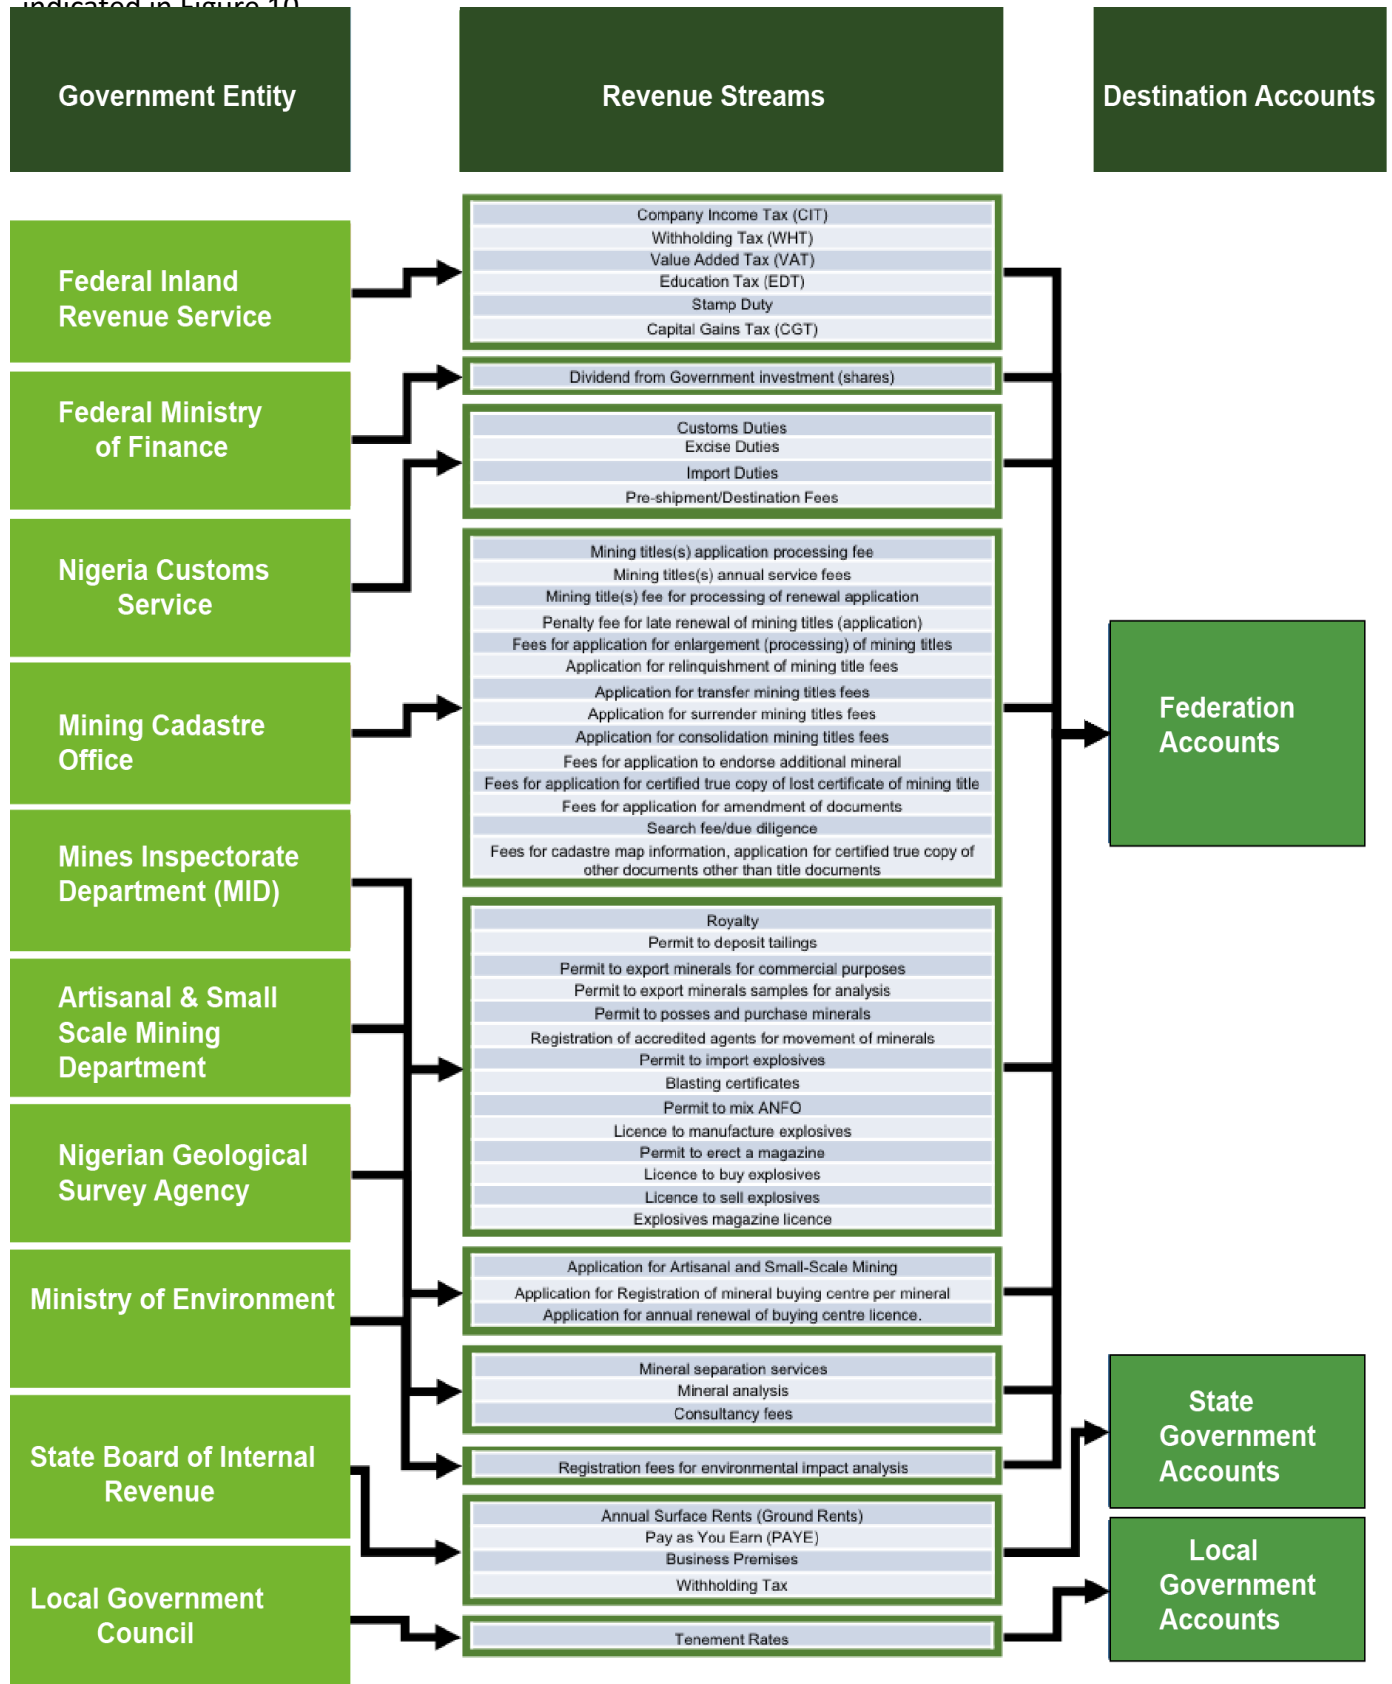 indicated in Figure 10
Government Entity
Revenue Streams
Destination Accounts
Federal Inland
Revenue Service
Federal Ministry
of Finance
Nigeria Customs
Service
Mining Cadastre
Office
Mines Inspectorate
Department (MID)
Artisanal & Small
Scale Mining
Department
Nigerian Geological
Survey Agency
Ministry of Environment
State Board of Internal
Revenue
Local Government
Council
Company Income Tax (CIT)
Withholding Tax (WHT)
Value Added Tax (VAT)
Education Tax (EDT)
Stamp Duty
Capital Gains Tax (CGT)
Dividend from Government investment (shares)
Customs Duties
Excise Duties
Import Duties
Pre-shipment/Destination Fees
Mining titles(s) application processing fee
Mining titles(s) annual service fees
Mining title(s) fee for processing of renewal application
Penalty fee for late renewal of mining titles (application)
Fees for application for enlargement (processing) of mining titles
Application for relinquishment of mining title fees
Application for transfer mining titles fees
Application for surrender mining titles fees
Application for consolidation mining titles fees
Fees for application to endorse additional mineral
Fees for application for certified true copy of lost certificate of mining title
Fees for application for amendment of documents
Search fee/due diligence
Fees for cadastre map information, application for certified true copy of
other documents other than title documents
Royalty
Permit to deposit tailings
Permit to export minerals for commercial purposes
Permit to export minerals samples for analysis
Permit to posses and purchase minerals
Registration of accredited agents for movement of minerals
Permit to import explosives
Blasting certificates
Permit to mix ANFO
Licence to manufacture explosives
Permit to erect a magazine
Licence to buy explosives
Licence to sell explosives
Explosives magazine licence
Application for Artisanal and Small-Scale Mining
Application for Registration of mineral buying centre per mineral
Application for annual renewal of buying centre licence.
Mineral separation services
Mineral analysis
Consultancy fees
Registration fees for environmental impact analysis
Annual Surface Rents (Ground Rents)
Pay as You Earn (PAYE)
Business Premises
Withholding Tax
Tenement Rates
Federation
Accounts
State
Government
Accounts
Local
Government
Accounts